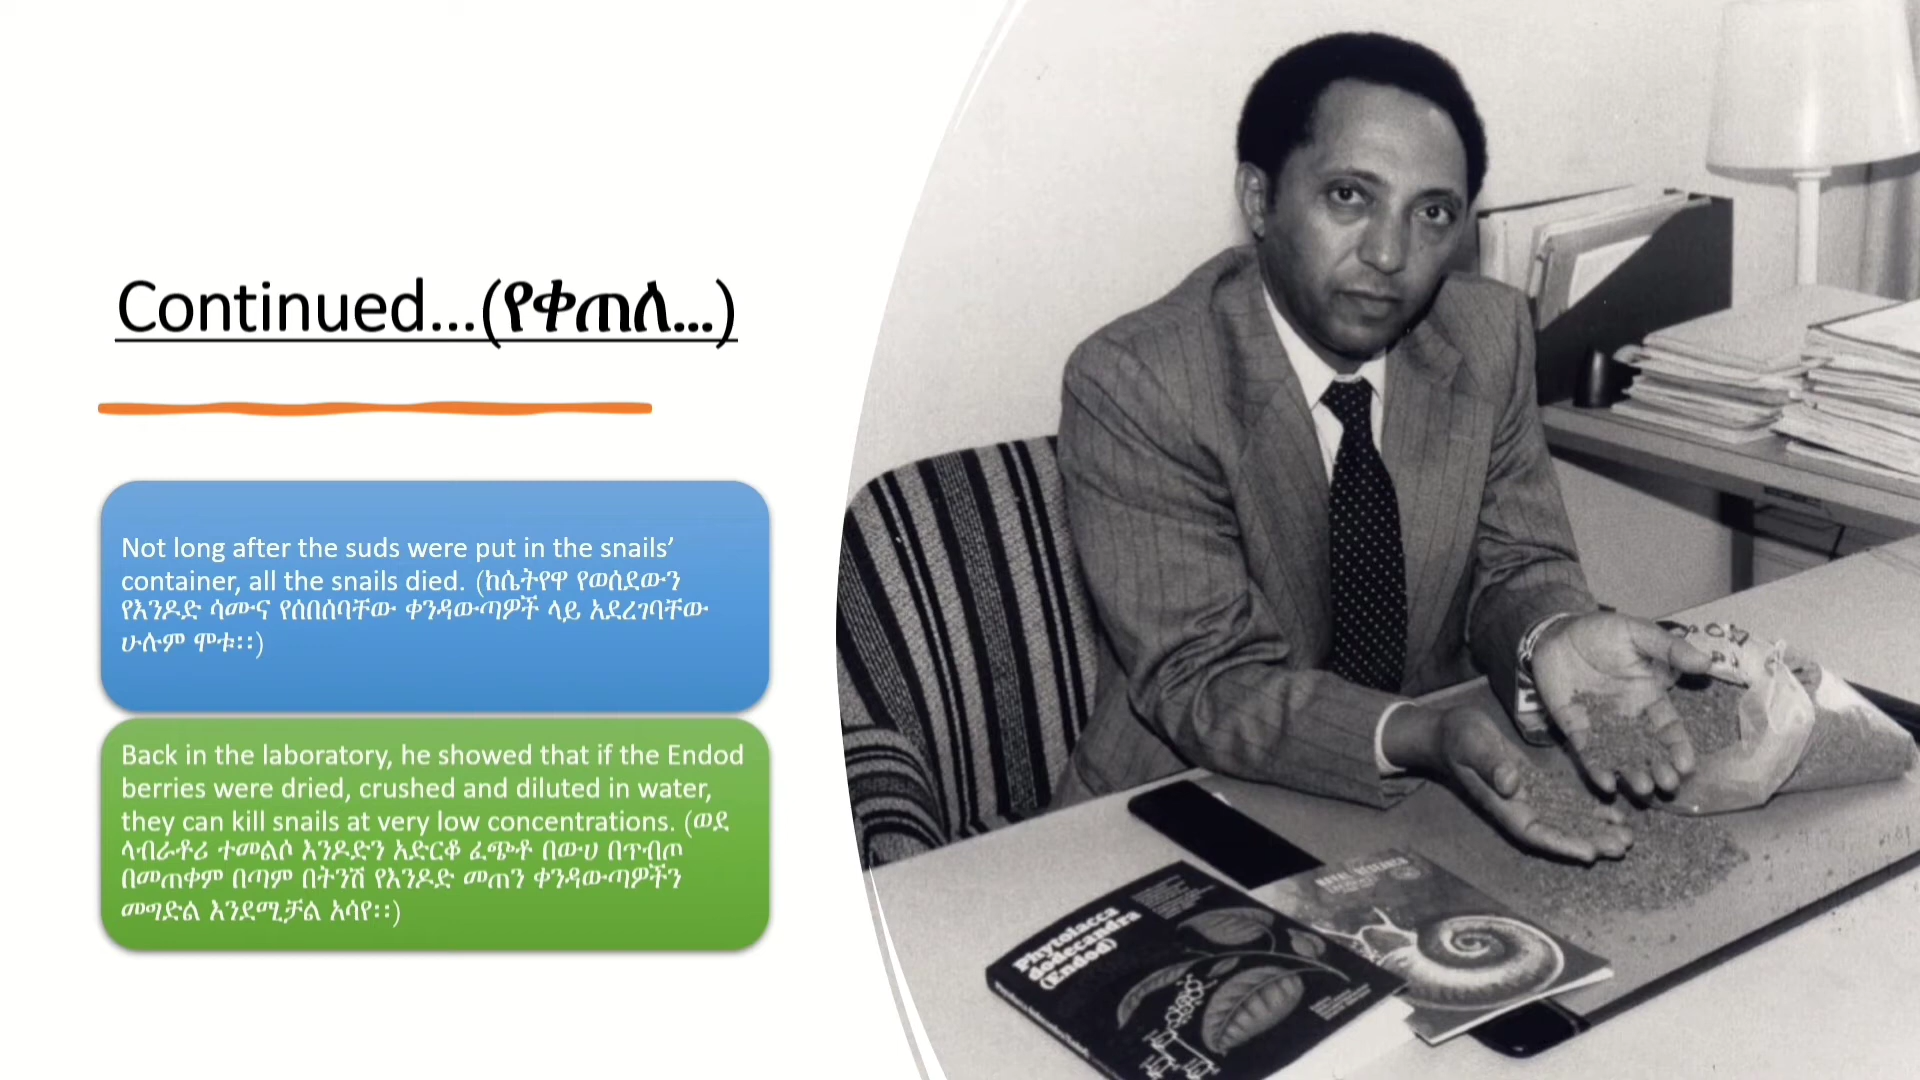 Continued...(የቀጠለ...)
Not long after the suds were put in the snails’
container, all the snails died. (ከሴትየዋ የወሰደውን
የእንዶድ ሳሙና የሰበሰባቸው ቀንዳውጣዎች ላይ አደረገባቸው
ሁሉም ሞቱ፡፡)
Back in the laboratory, he showed that if the Endod
berries were dried, crushed and diluted in water,
they can kill snails at very low concentrations. (ወደ
ላብራቶሪ ተመልሶ እንዶድን አድርቆ ፈጭቶ በውሀ በጥብጦ
በመጠቀም በጣም በትንሽ የእንዶድ መጠን ቀንዳውጣዎችን
መግድል እንደሚቻል አሳየ፡፡)
Phytolacca
dodecandra
(Endod)